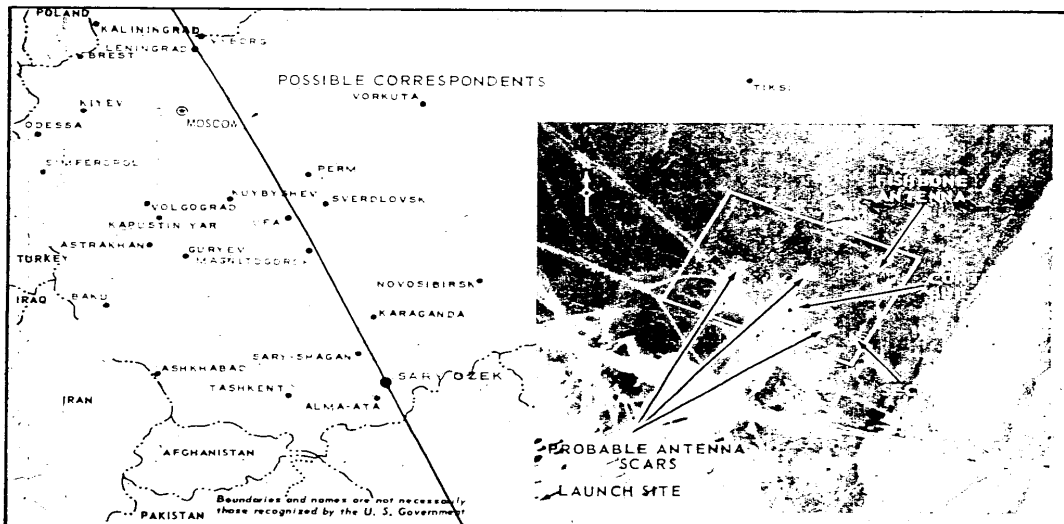 POLAND
KALININGRAD
VYBORG
LENINGRAD
BREST
POSSIBLE CORRESPONDENTS
VORKUTA
TIKSI
KIYEV
MOSCOW
ODESSA
SIMFEROPOL
PERM
KUYBYSHEV
SVERDLOVSK
VOLGOGRAD
UFA
KAPUSTIN YAR
ASTRAKHAN
GURYEV
MAGNITOGORSK
TURKEY
NOVOSIBIRSK
IRAQ
BAKU
KARAGANDA
SARY-SHAGAN
ASHKHABAD
SARY OZEK
TASHKENT
IRAN
ALMA-ATA
AFGHANISTAN
Boundaries and names are not necessarily
those recognized by the U. S. Government
PAKISTAN
FISHBONE
ANTENNA
PROBABLE ANTENNA
SCARS
LAUNCH SITE